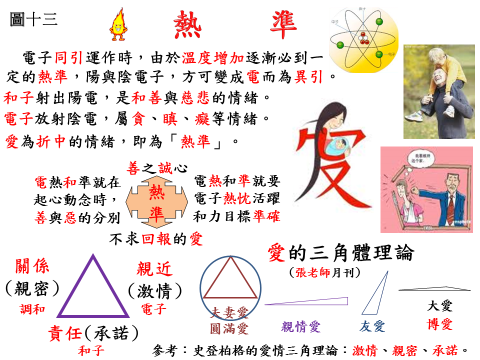 圖十三
熱 準
電子同引運作時，由於溫度增加逐漸必到一
定的熱準，陽與陰電子，方可變成電而為異引。
和子射出陽電，是和善與慈悲的情緒。
電子放射陰電，屬貪、瞋、癡等情緒。
愛為折中的情緒，即為「熱準」。
愛
善之誠心
電熱和準就在
起心動念時，
善與惡的分別
熱
準
電熱和準就要
電子熱忱活躍
和力目標準確
不求回報的愛
愛的三角體理論
(張老師月刊)
關係
(親密)
調和
親近
(激情)
電子
責任(承諾)
和子
夫妻愛
圓滿愛
親情愛
友愛
大愛
博愛
參考：史登柏格的愛情三角理論：激情、親密、承諾。